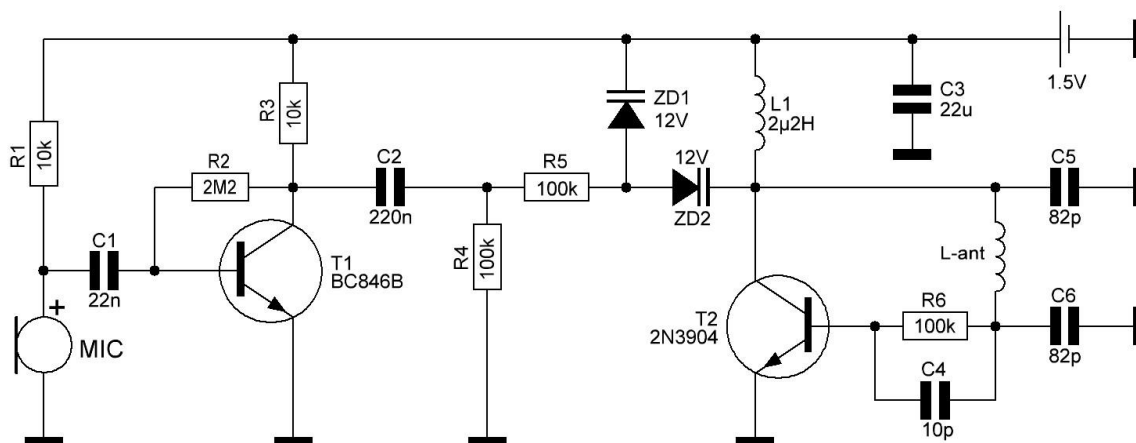 R1
10k
C1
22n
+
MIC
R2
2M2
R3
10k
T1
BC846B
C2
220n
R4
100k
R5
100k
ZD1
12V
12V
ZD2
L1
2µ2H
T2
2N3904
C3
22u
1.5V
C5
82p
L-ant
R6
100k
C4
10p
C6
82p